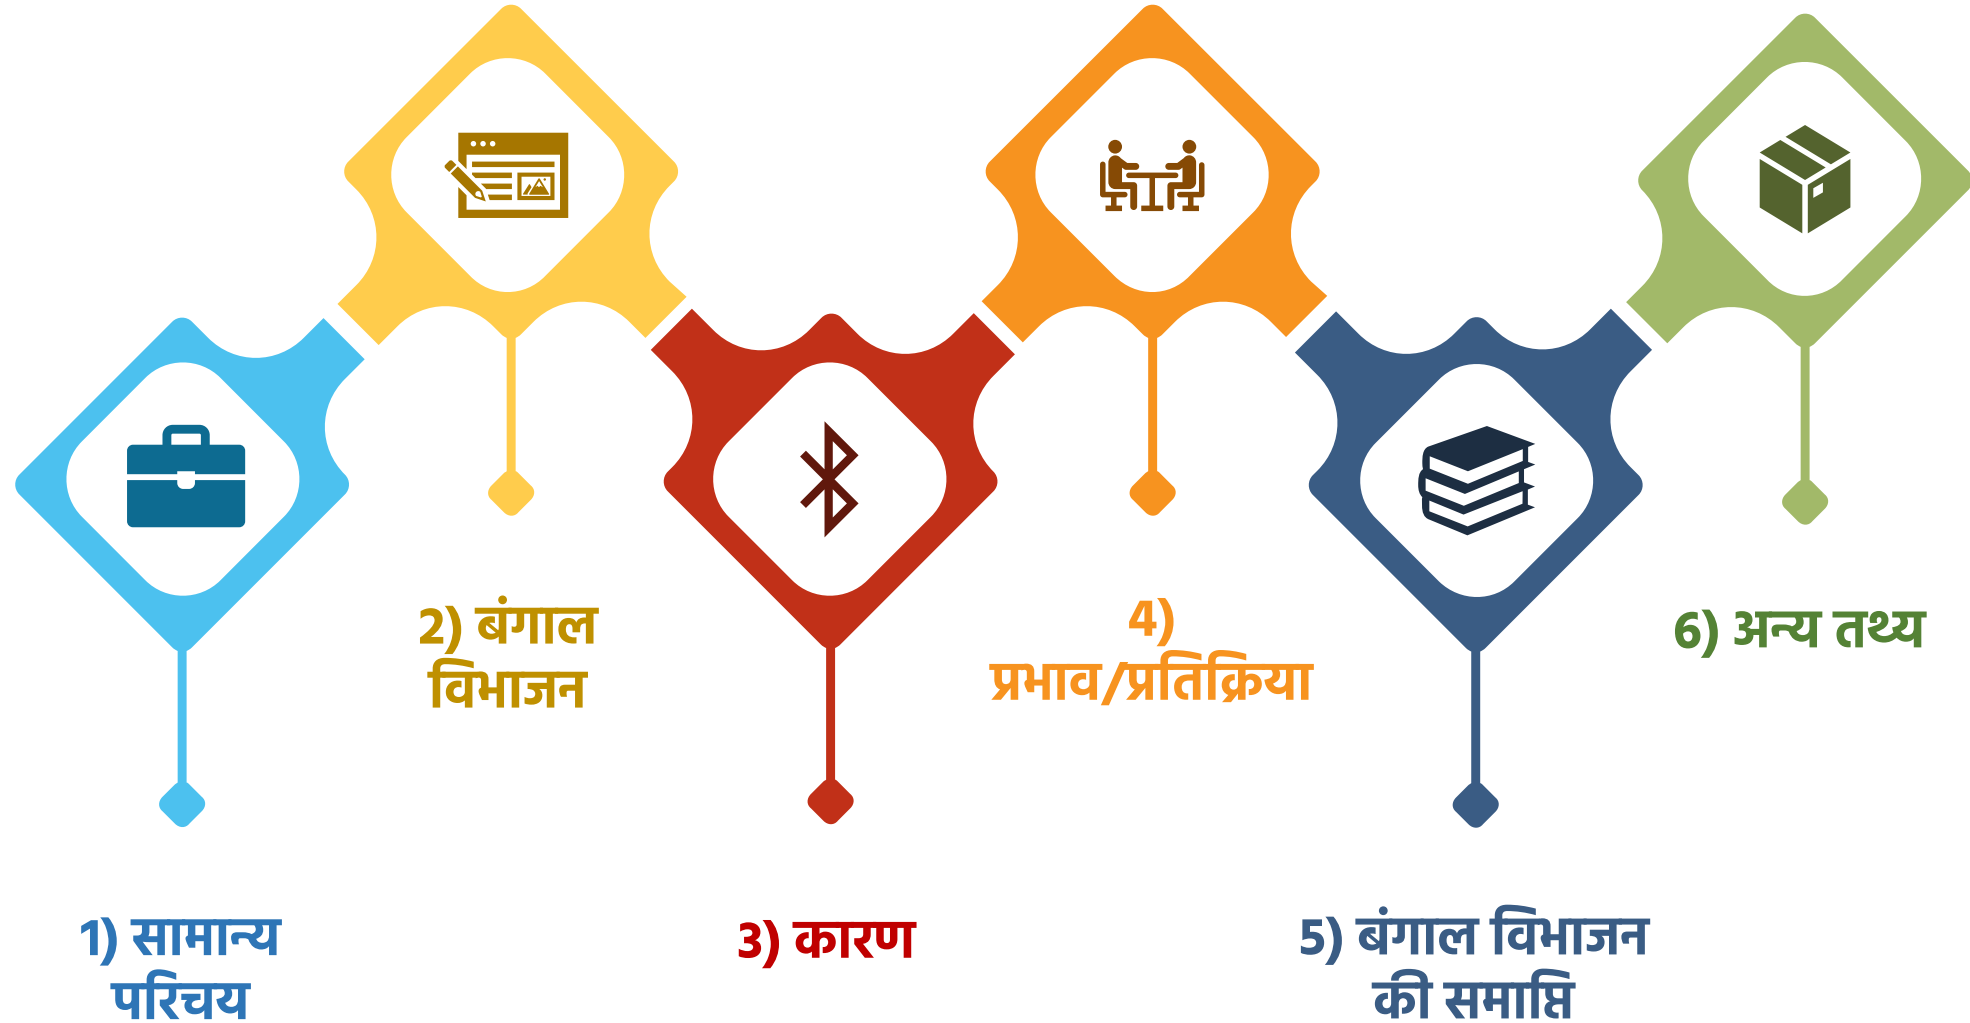 1) सामान्य
परिचय
2) बंगाल
विभाजन
3) कारण
4)
प्रभाव/प्रतिक्रिया
5) बंगाल विभाजन
की समाप्ति
6) अन्य तथ्य